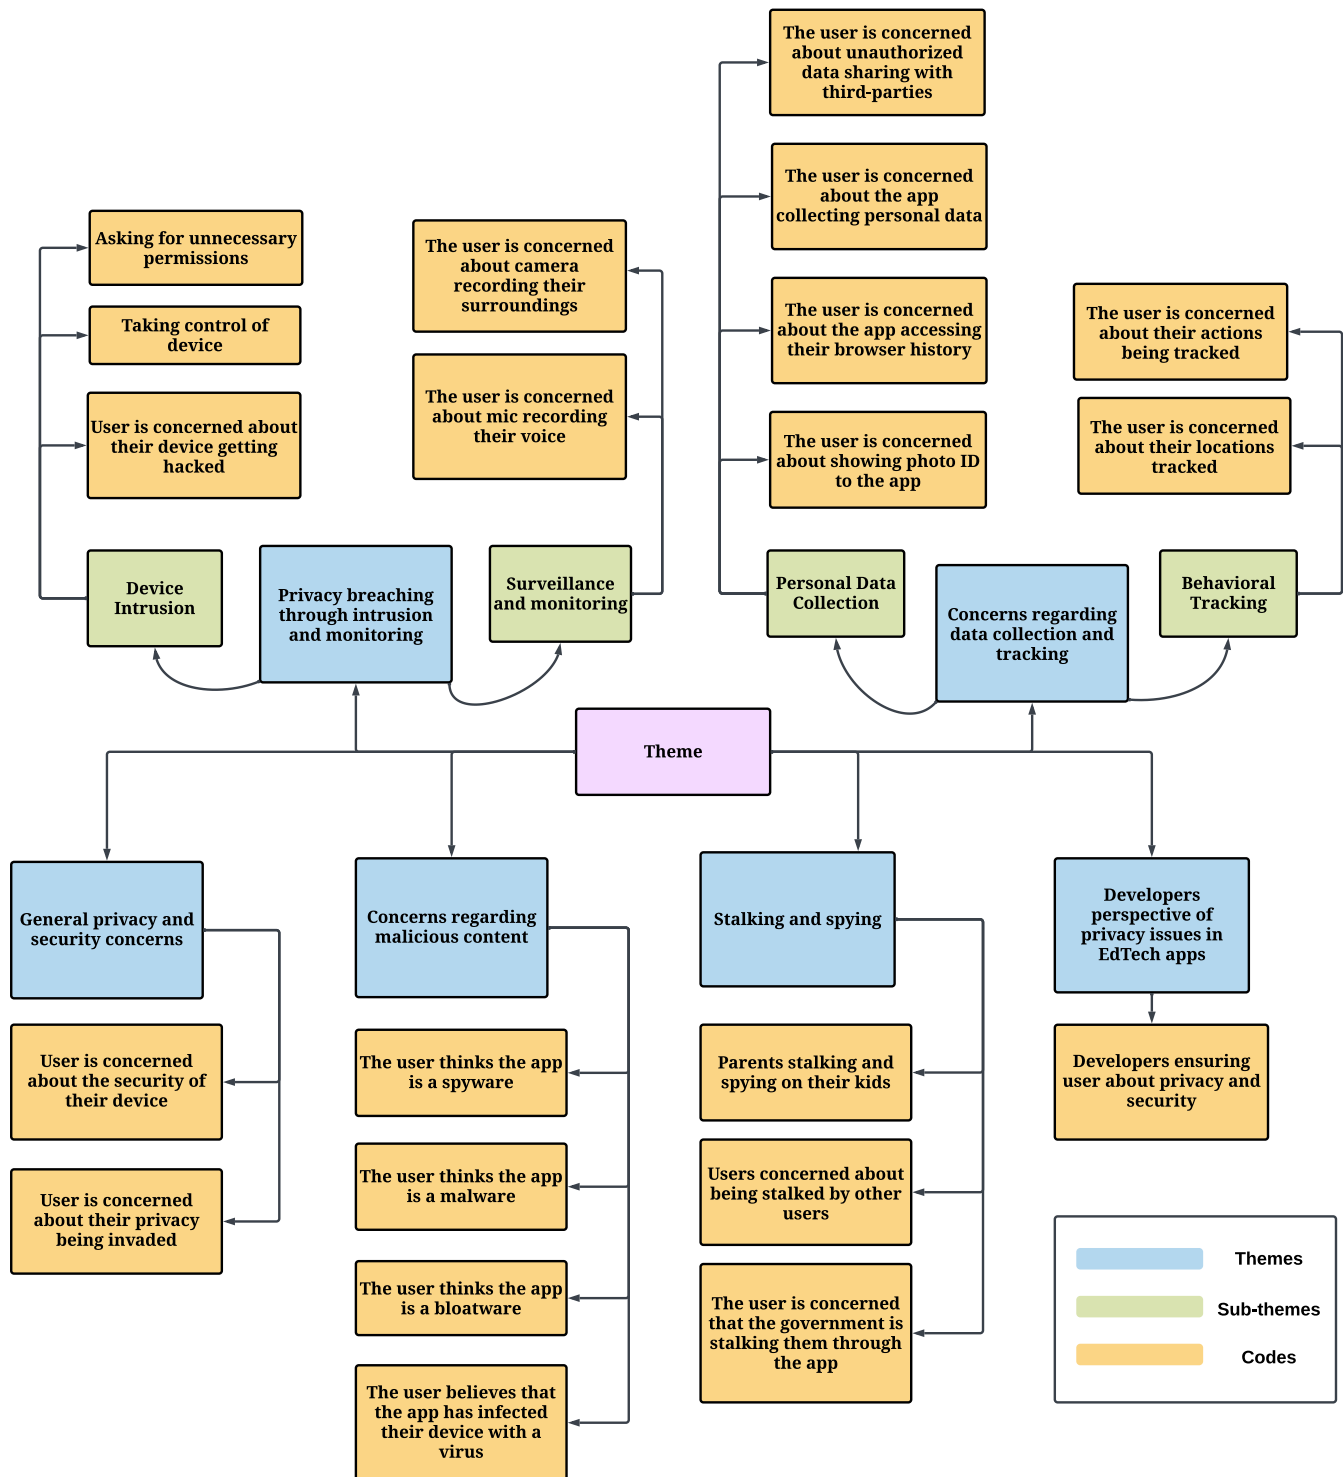 The user is concerned
about unauthorized
data sharing with
third-parties
The user is concerned
about the app
collecting personal data
Asking for unnecessary
permissions
The user is concerned
about camera
recording their
surroundings
The user is concerned
about the app accessing
their browser history
The user is concerned
about their actions
being tracked
Taking control of
device
The user is concerned
about mic recording
their voice
User is concerned about
their device getting
hacked
The user is concerned
about showing photo ID
to the app
The user is concerned
about their locations
tracked
Device
Intrusion
Privacy breaching
through intrusion
and monitoring
Surveillance
and monitoring
Personal Data
Collection
Concerns regarding
data collection and
tracking
Behavioral
Tracking
Theme
General privacy and
security concerns
Concerns regarding
malicious content
Stalking and spying
Developers
perspective of
privacy issues in
EdTech apps
User is concerned
about the security of
their device
The user thinks the app
is a spyware
Parents stalking and
spying on their kids
Developers ensuring
user about privacy and
security
User is concerned
about their privacy
being invaded
The user thinks the app
is a malware
Users concerned about
being stalked by other
users
The user thinks the app
is a bloatware
The user is concerned
that the government is
stalking them through
the app
The user believes that
the app has infected
their device with a
virus
Themes
Sub-themes
Codes